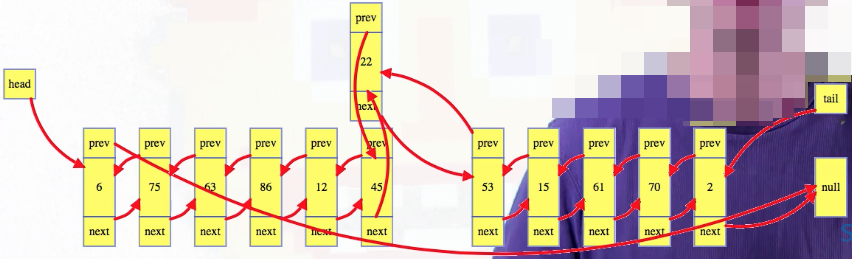 prev
22
next
head
tail
prev prev prev prev prev prev prev prev prev prev prev
6 75 63 86 12 45 53 15 61 70 2
null
next next next next next next next next next next next